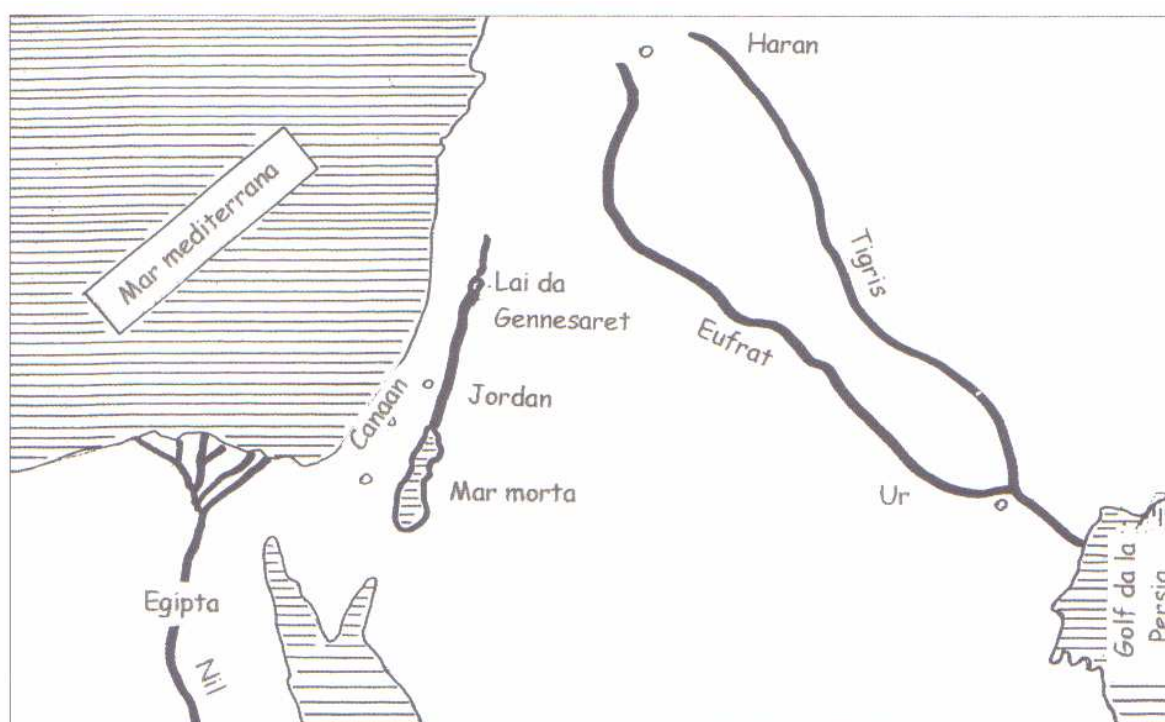 Haran
Mar mediterrana
Tigris
Lai da
Gennesaret
Eufrat
Canaan
Jordan
Mar morta
Ur
Golf da la
Persia
Egipta
Nil